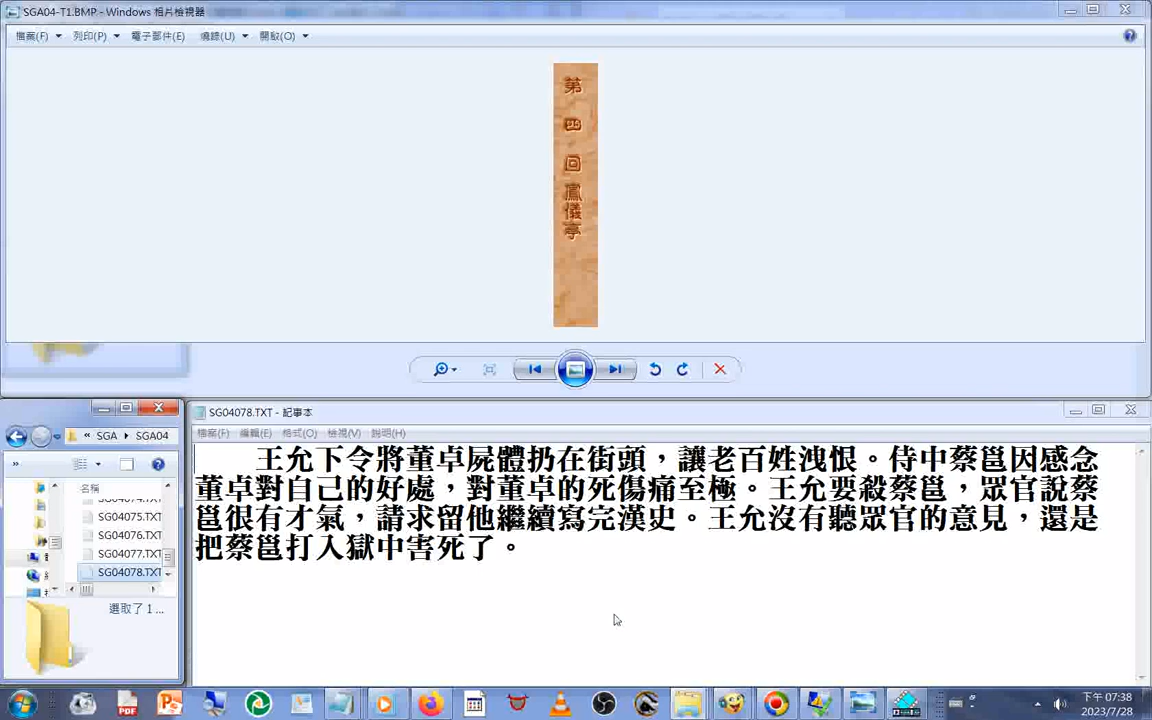 SGA04-T1.BMP - Windows 相片檢視器
檔案(F) 列印(P) 電子郵件(E) 燒錄(U) 開啟(O)
第四回 鳳儀亭
« SGA ▸ SGA04
»
名稱
SG04074.TXT
SG04075.TXT
SG04076.TXT
SG04077.TXT
SG04078.TXT
選取了 1 ...
SG04078.TXT - 記事本
檔案(F) 編輯(E) 格式(O) 檢視(V) 說明(H)
王允下令將董卓屍體扔在街頭，讓老百姓洩恨。侍中蔡邕因感念
董卓對自己的好處，對董卓的死傷痛至極。王允要殺蔡邕，眾官說蔡
邕很有才氣，請求留他繼續寫完漢史。王允沒有聽眾官的意見，還是
把蔡邕打入獄中害死了。
PDF
下午 07:38
2023/7/28